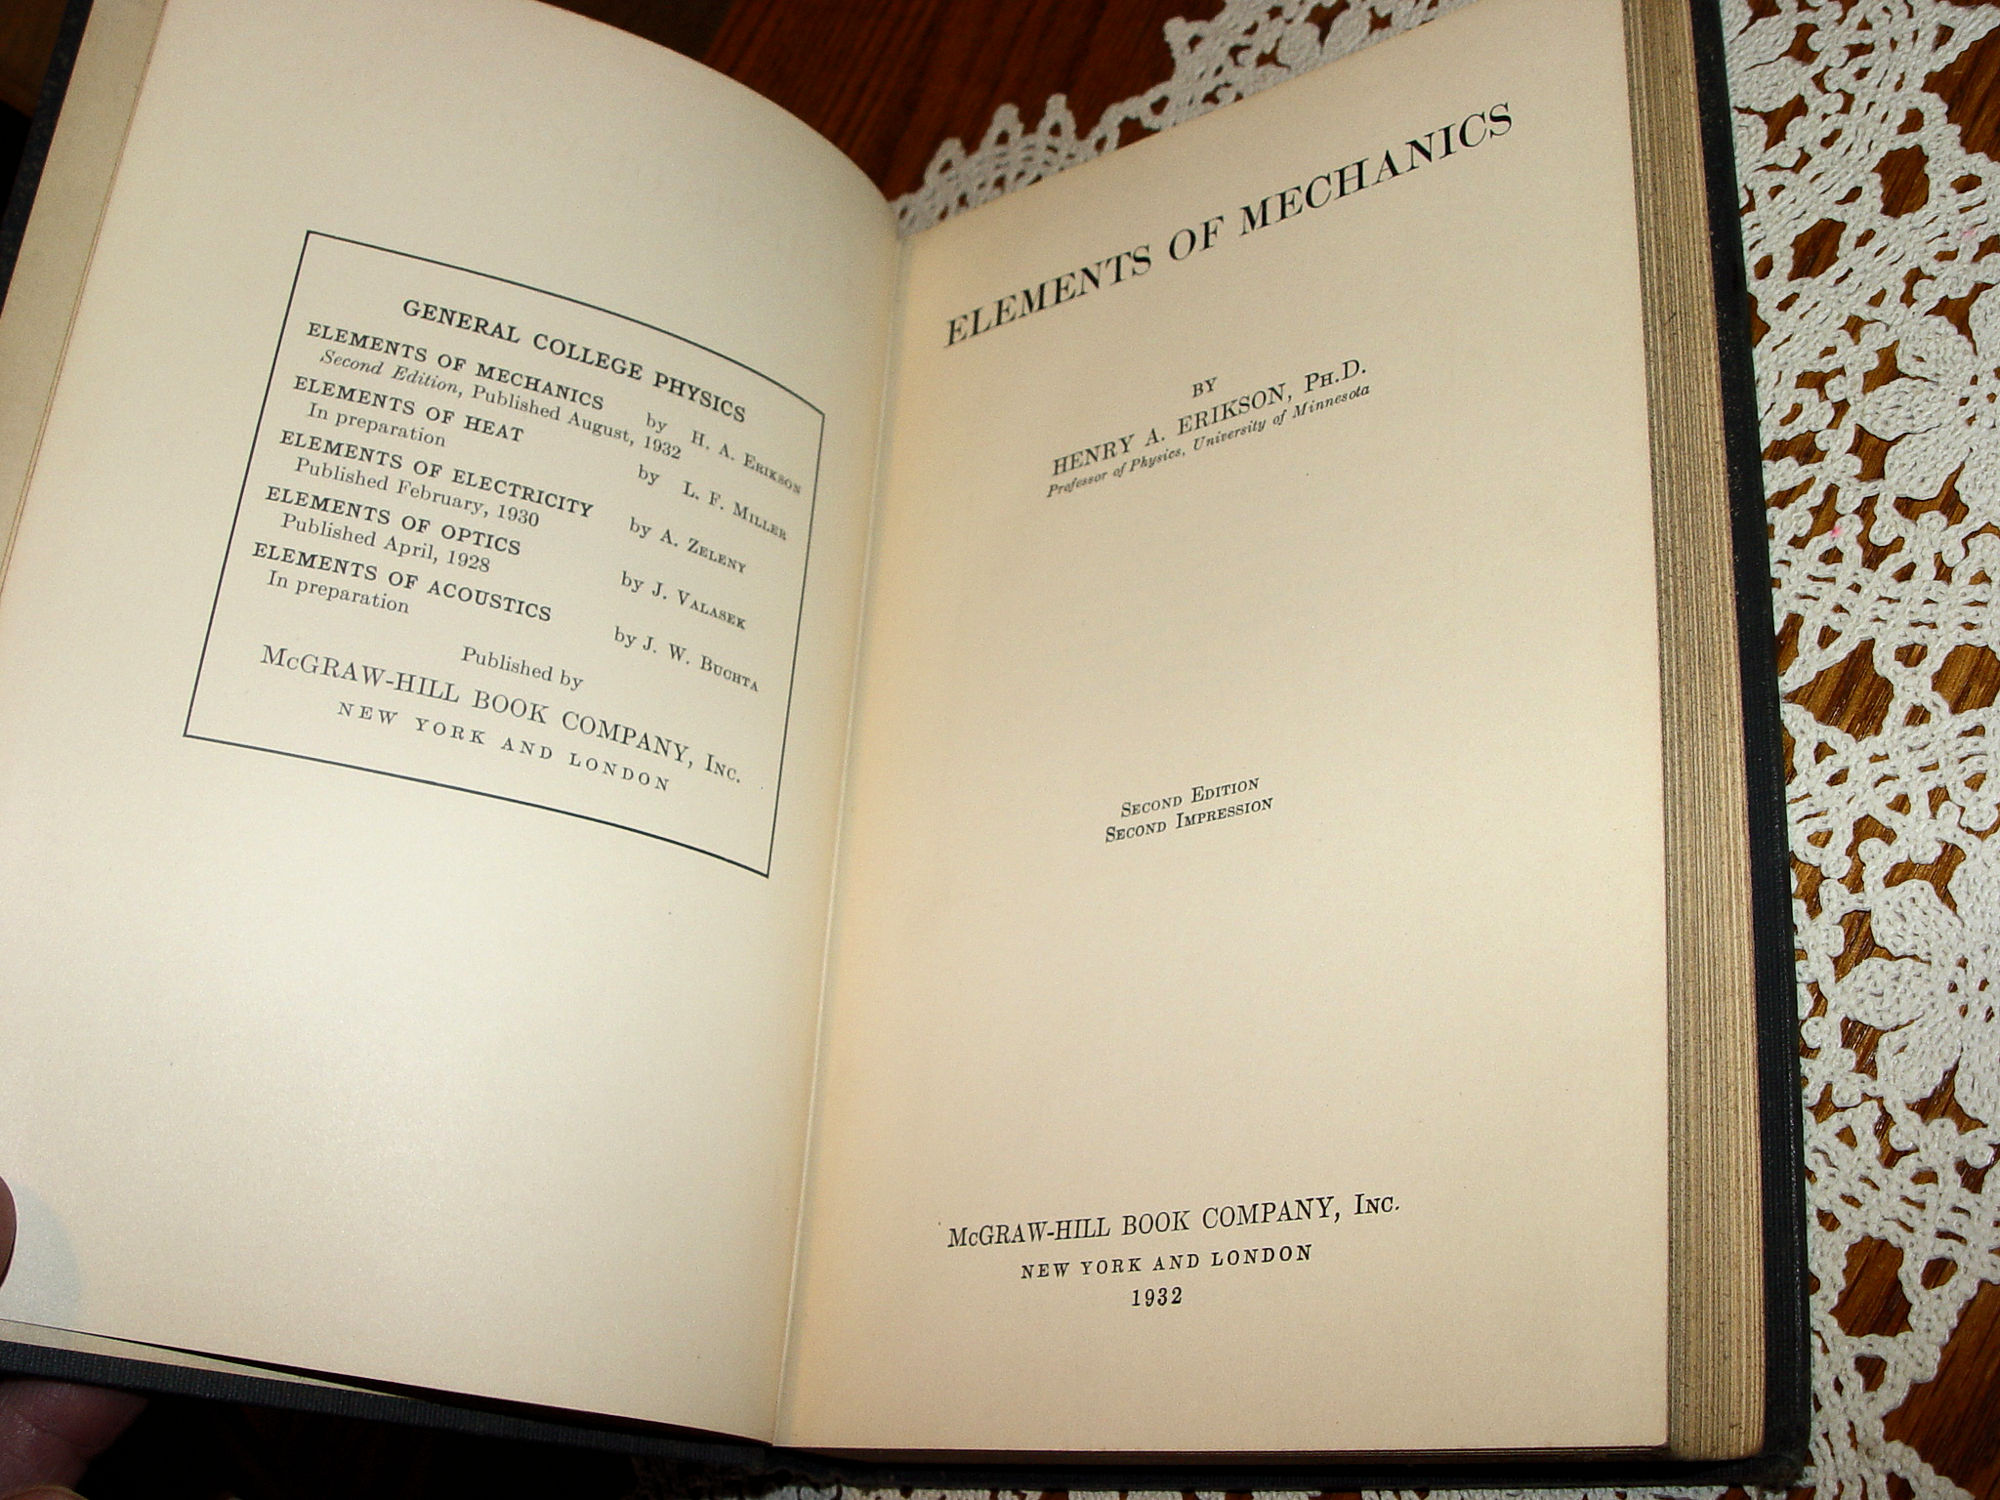 GENERAL COLLEGE PHYSICS
ELEMENTS OF MECHANICS by H. A. ERIKSON
Second Edition, Published August, 1932
ELEMENTS OF HEAT by L. F. MILLER
In preparation
ELEMENTS OF ELECTRICITY by A. ZELENY
Published February, 1930
ELEMENTS OF OPTICS by J. VALASEK
Published April, 1928
ELEMENTS OF ACOUSTICS by J. W. BUCHTA
In preparation
Published by
McGRAW-HILL BOOK COMPANY, INC.
NEW YORK AND LONDON
ELEMENTS OF MECHANICS
BY
HENRY A. ERIKSON, PH.D.
Professor of Physics, University of Minnesota
SECOND EDITION
SECOND IMPRESSION
McGRAW-HILL BOOK COMPANY, INC.
NEW YORK AND LONDON
1932